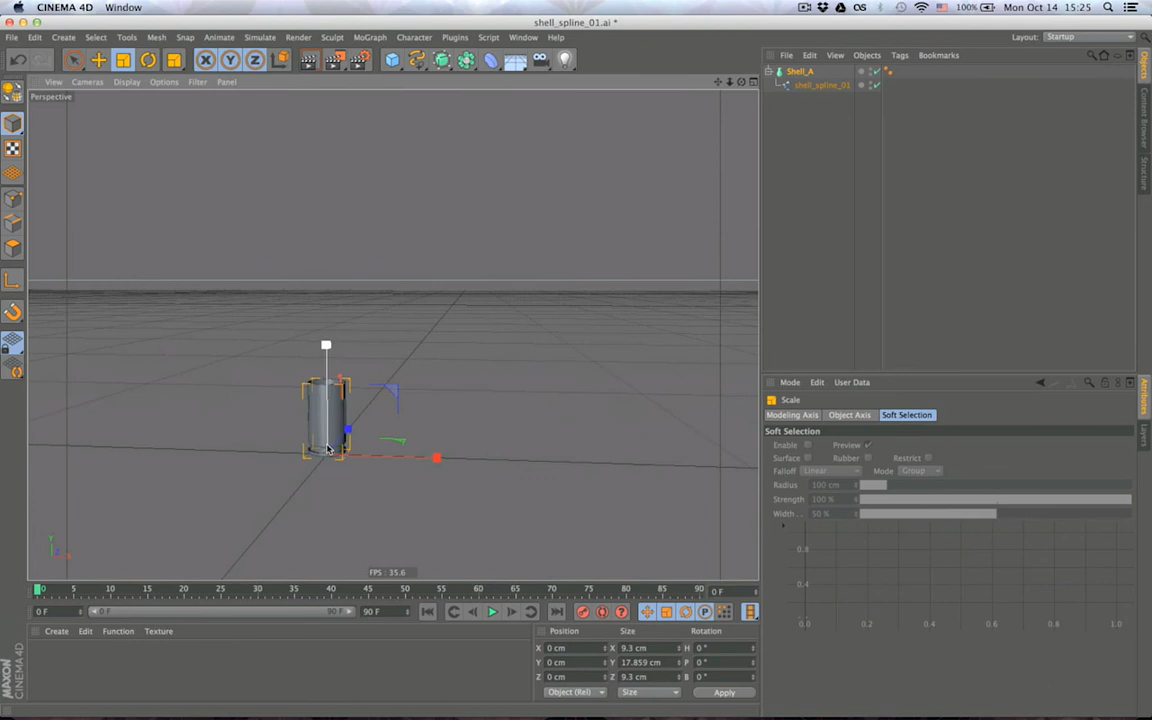 CINEMA 4D Window
100% Mon Oct 14 15:25
shell_spline_01.ai *
File Edit Create Select Tools Mesh Snap Animate Simulate Render Sculpt MoGraph Character Plugins Script Window Help
Layout: Startup
File Edit View Objects Tags Bookmarks
View Cameras Display Options Filter Panel
Perspective
Shell_A
shell_spline_01
Objects
Content Browser
Structure
X Y Z
Y
Z
X
FPS : 35.6
Mode Edit User Data
Scale
Modeling Axis Object Axis Soft Selection
Soft Selection
Enable Preview
Surface Rubber Restrict
Falloff Linear Mode Group
Radius 100 cm
Strength 100 %
Width . . 50 %
0.8
0.4
0.0 0.2 0.4 0.6 0.8 1.0
Attributes
Layers
0 5 10 15 20 25 30 35 40 45 50 55 60 65 70 75 80 85 90 0 F
0 F 0 F 90 F 90 F
Create Edit Function Texture
Position Size Rotation
X 0 cm X 9.3 cm H 0 °
Y 0 cm Y 17.859 cm P 0 °
Z 0 cm Z 9.3 cm B 0 °
Object (Rel) Size Apply
MAXON
CINEMA 4D